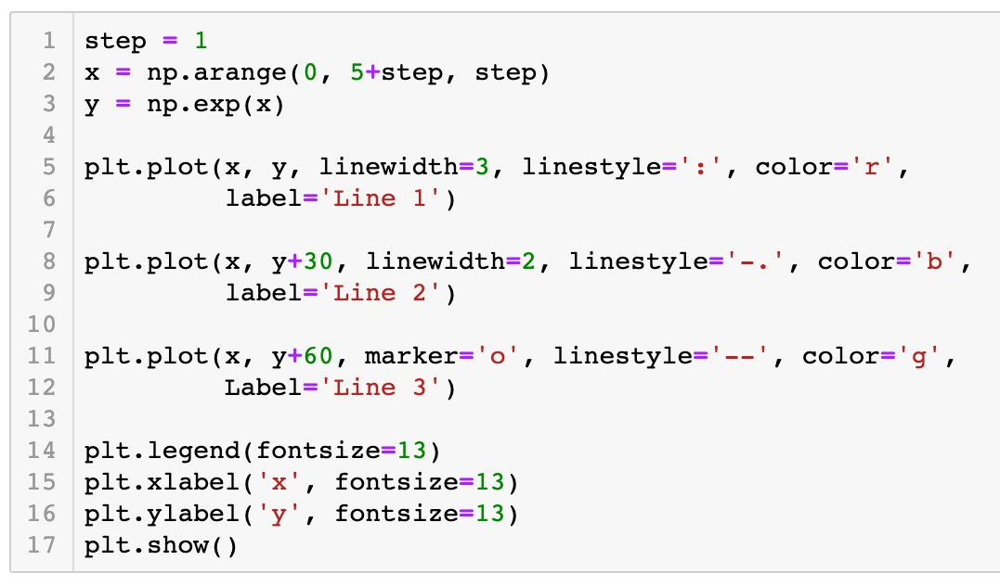 1 step = 1
2 x = np.arange(0, 5+step, step)
3 y = np.exp(x)
4
5 plt.plot(x, y, linewidth=3, linestyle=':', color='r',
6          label='Line 1')
7
8 plt.plot(x, y+30, linewidth=2, linestyle='-.', color='b',
9          label='Line 2')
10
11 plt.plot(x, y+60, marker='o', linestyle='--', color='g',
12          Label='Line 3')
13
14 plt.legend(fontsize=13)
15 plt.xlabel('x', fontsize=13)
16 plt.ylabel('y', fontsize=13)
17 plt.show()